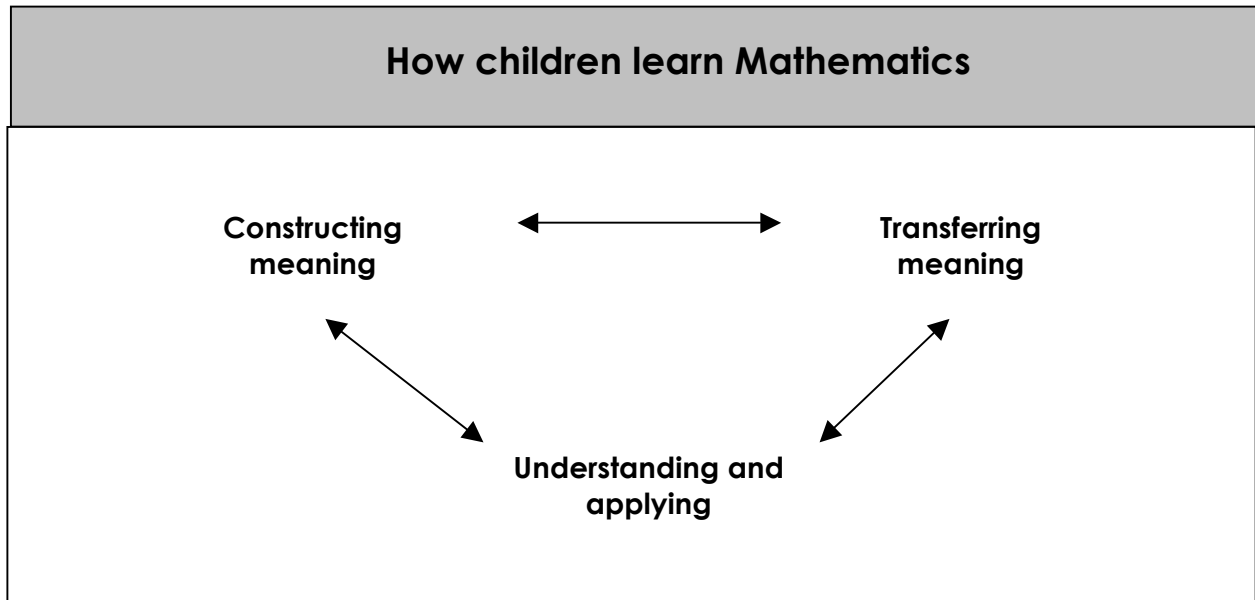 How children learn Mathematics
Constructing
meaning
Transferring
meaning
Understanding and
applying